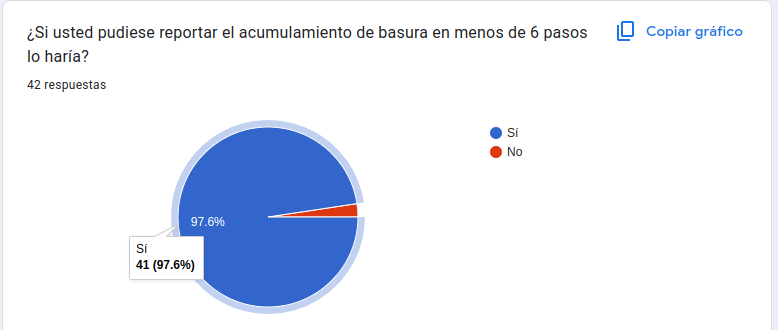 ¿Si usted pudiese reportar el acumulamiento de basura en menos de 6 pasos
lo haría?
Copiar gráfico
42 respuestas
Sí
No
97.6%
Sí
41 (97.6%)